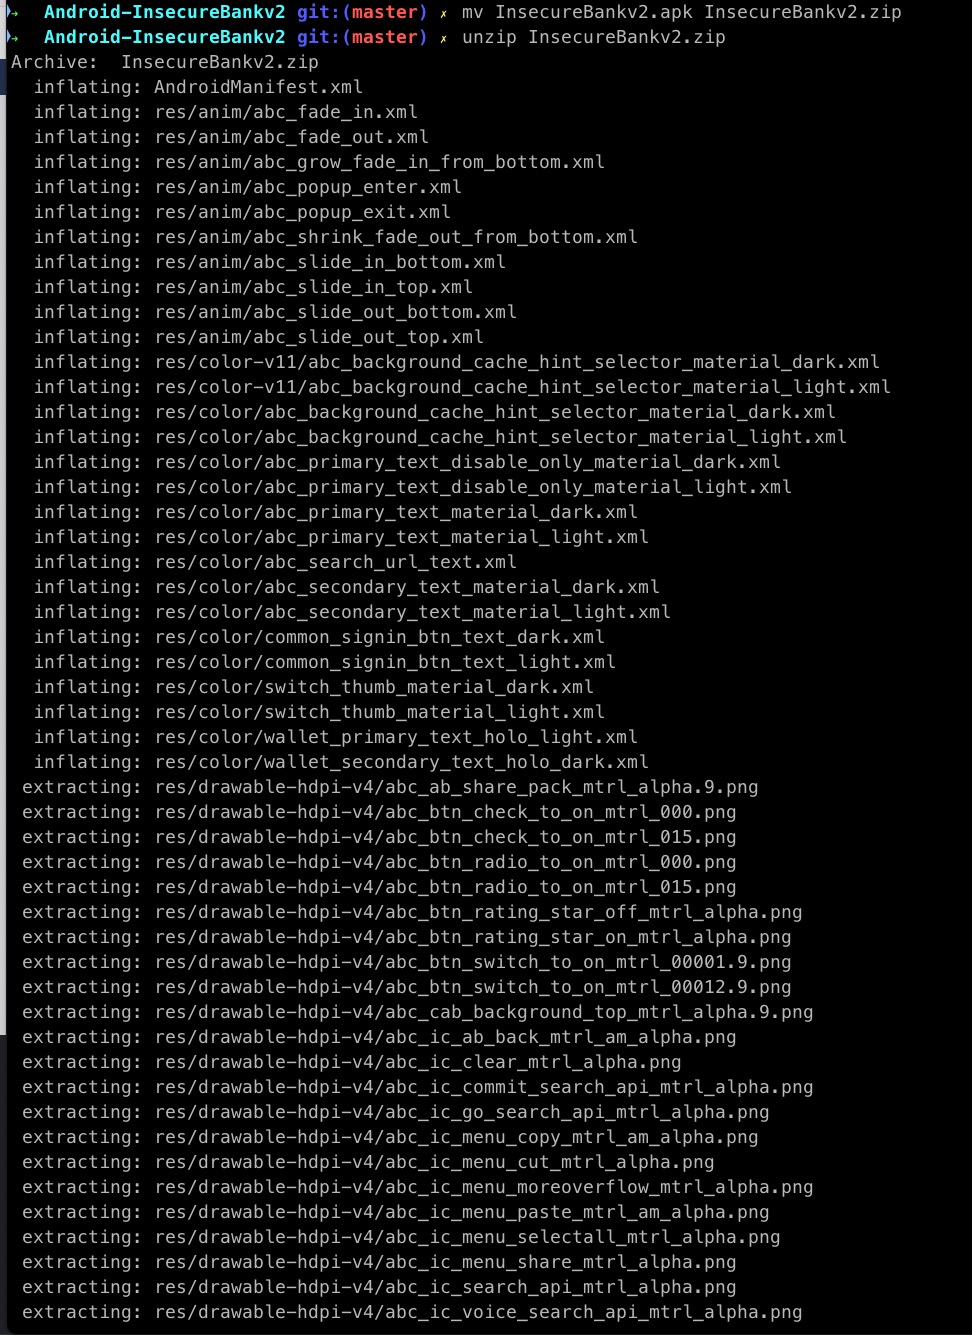 → Android-InsecureBankv2 git:(master) ✗ mv InsecureBankv2.apk InsecureBankv2.zip
→ Android-InsecureBankv2 git:(master) ✗ unzip InsecureBankv2.zip
Archive:  InsecureBankv2.zip
  inflating: AndroidManifest.xml
  inflating: res/anim/abc_fade_in.xml
  inflating: res/anim/abc_fade_out.xml
  inflating: res/anim/abc_grow_fade_in_from_bottom.xml
  inflating: res/anim/abc_popup_enter.xml
  inflating: res/anim/abc_popup_exit.xml
  inflating: res/anim/abc_shrink_fade_out_from_bottom.xml
  inflating: res/anim/abc_slide_in_bottom.xml
  inflating: res/anim/abc_slide_in_top.xml
  inflating: res/anim/abc_slide_out_bottom.xml
  inflating: res/anim/abc_slide_out_top.xml
  inflating: res/color-v11/abc_background_cache_hint_selector_material_dark.xml
  inflating: res/color-v11/abc_background_cache_hint_selector_material_light.xml
  inflating: res/color/abc_background_cache_hint_selector_material_dark.xml
  inflating: res/color/abc_background_cache_hint_selector_material_light.xml
  inflating: res/color/abc_primary_text_disable_only_material_dark.xml
  inflating: res/color/abc_primary_text_disable_only_material_light.xml
  inflating: res/color/abc_primary_text_material_dark.xml
  inflating: res/color/abc_primary_text_material_light.xml
  inflating: res/color/abc_search_url_text.xml
  inflating: res/color/abc_secondary_text_material_dark.xml
  inflating: res/color/abc_secondary_text_material_light.xml
  inflating: res/color/common_signin_btn_text_dark.xml
  inflating: res/color/common_signin_btn_text_light.xml
  inflating: res/color/switch_thumb_material_dark.xml
  inflating: res/color/switch_thumb_material_light.xml
  inflating: res/color/wallet_primary_text_holo_light.xml
  inflating: res/color/wallet_secondary_text_holo_dark.xml
 extracting: res/drawable-hdpi-v4/abc_ab_share_pack_mtrl_alpha.9.png
 extracting: res/drawable-hdpi-v4/abc_btn_check_to_on_mtrl_000.png
 extracting: res/drawable-hdpi-v4/abc_btn_check_to_on_mtrl_015.png
 extracting: res/drawable-hdpi-v4/abc_btn_radio_to_on_mtrl_000.png
 extracting: res/drawable-hdpi-v4/abc_btn_radio_to_on_mtrl_015.png
 extracting: res/drawable-hdpi-v4/abc_btn_rating_star_off_mtrl_alpha.png
 extracting: res/drawable-hdpi-v4/abc_btn_rating_star_on_mtrl_alpha.png
 extracting: res/drawable-hdpi-v4/abc_btn_switch_to_on_mtrl_00001.9.png
 extracting: res/drawable-hdpi-v4/abc_btn_switch_to_on_mtrl_00012.9.png
 extracting: res/drawable-hdpi-v4/abc_cab_background_top_mtrl_alpha.9.png
 extracting: res/drawable-hdpi-v4/abc_ic_ab_back_mtrl_am_alpha.png
 extracting: res/drawable-hdpi-v4/abc_ic_clear_mtrl_alpha.png
 extracting: res/drawable-hdpi-v4/abc_ic_commit_search_api_mtrl_alpha.png
 extracting: res/drawable-hdpi-v4/abc_ic_go_search_api_mtrl_alpha.png
 extracting: res/drawable-hdpi-v4/abc_ic_menu_copy_mtrl_am_alpha.png
 extracting: res/drawable-hdpi-v4/abc_ic_menu_cut_mtrl_alpha.png
 extracting: res/drawable-hdpi-v4/abc_ic_menu_moreoverflow_mtrl_alpha.png
 extracting: res/drawable-hdpi-v4/abc_ic_menu_paste_mtrl_am_alpha.png
 extracting: res/drawable-hdpi-v4/abc_ic_menu_selectall_mtrl_alpha.png
 extracting: res/drawable-hdpi-v4/abc_ic_menu_share_mtrl_alpha.png
 extracting: res/drawable-hdpi-v4/abc_ic_search_api_mtrl_alpha.png
 extracting: res/drawable-hdpi-v4/abc_ic_voice_search_api_mtrl_alpha.png